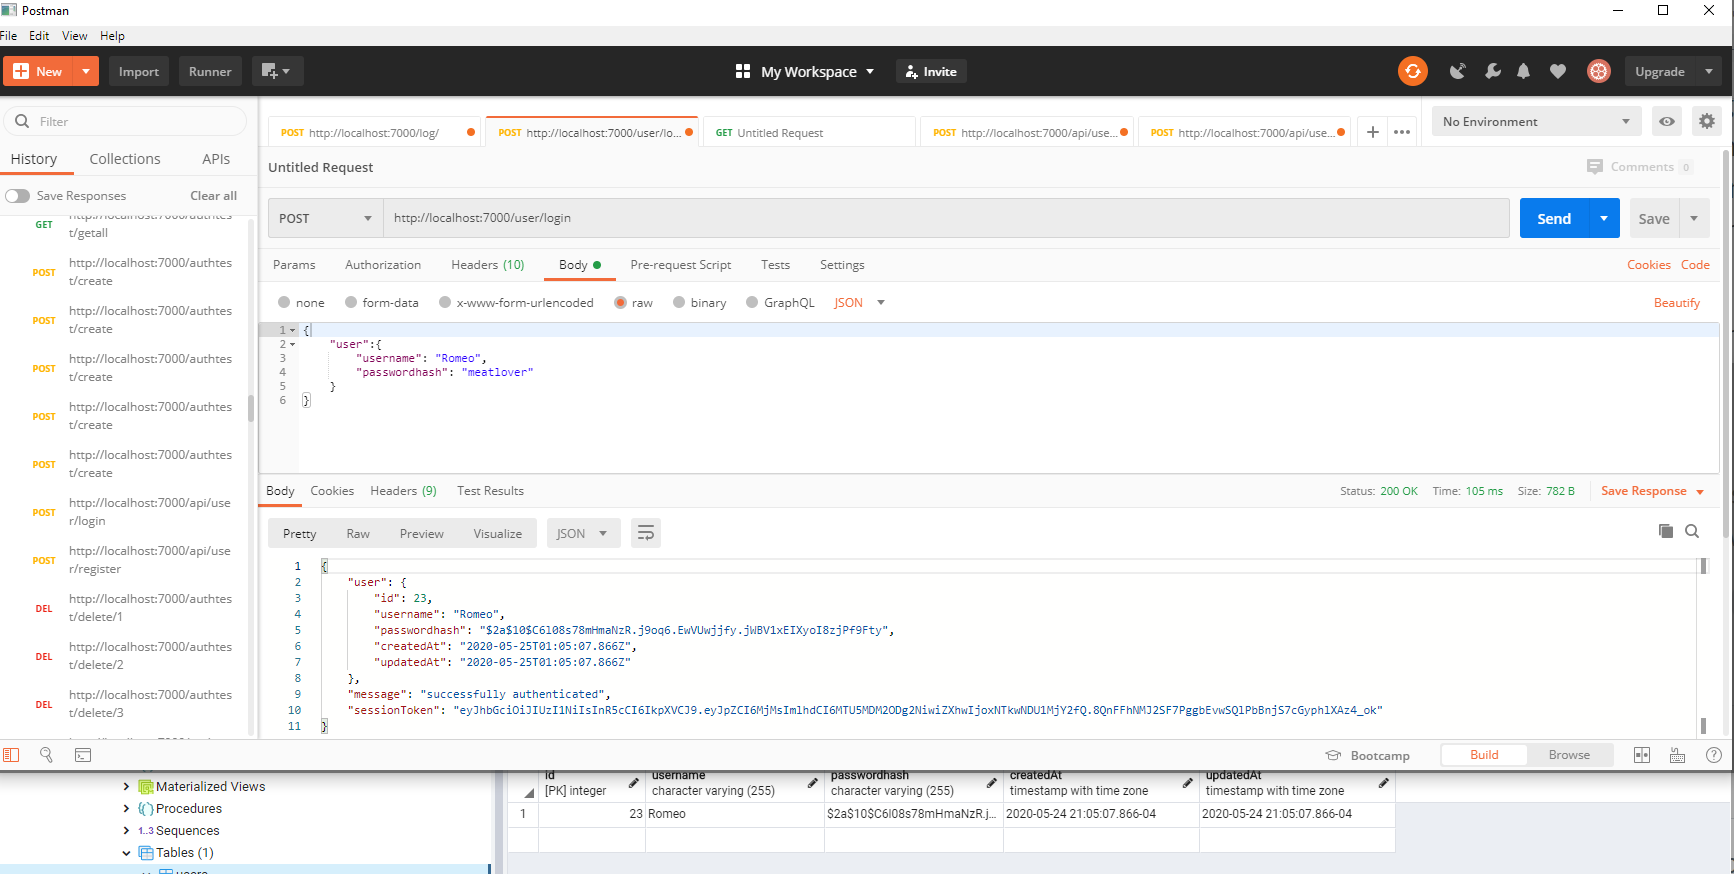 Postman
File Edit View Help
New Import Runner My Workspace Invite Upgrade
Filter
History Collections APIs
Save Responses Clear all
http://localhost:7000/authtes
GET t/getall
POST http://localhost:7000/authtes
t/create
POST http://localhost:7000/authtes
t/create
POST http://localhost:7000/authtes
t/create
POST http://localhost:7000/authtes
t/create
POST http://localhost:7000/authtes
t/create
POST http://localhost:7000/api/use
r/login
POST http://localhost:7000/api/use
r/register
DEL http://localhost:7000/authtes
t/delete/1
DEL http://localhost:7000/authtes
t/delete/2
DEL http://localhost:7000/authtes
t/delete/3
POST http://localhost:7000/log/ POST http://localhost:7000/user/lo... GET Untitled Request POST http://localhost:7000/api/use... POST http://localhost:7000/api/use... + ••• No Environment
Untitled Request Comments 0
POST http://localhost:7000/user/login Send Save
Params Authorization Headers (10) Body Pre-request Script Tests Settings Cookies Code
none form-data x-www-form-urlencoded raw binary GraphQL JSON Beautify
1 {
2 "user":{
3 "username": "Romeo",
4 "passwordhash": "meatlover"
5 }
6 }
Body Cookies Headers (9) Test Results Status: 200 OK Time: 105 ms Size: 782 B Save Response
Pretty Raw Preview Visualize JSON
1 {
2 "user": {
3 "id": 23,
4 "username": "Romeo",
5 "passwordhash": "$2a$10$C6l08s78mHmaNzR.j9oq6.EwVUwjjfy.jWBV1xEIXyoI8zjPf9Fty",
6 "createdAt": "2020-05-25T01:05:07.866Z",
7 "updatedAt": "2020-05-25T01:05:07.866Z"
8 },
9 "message": "successfully authenticated",
10 "sessionToken": "eyJhbGciOiJIUzI1NiIsInR5cCI6IkpXVCJ9.eyJpZCI6MjMsImlhdCI6MTU5MDM2ODg2NiwiZXhwIjoxNTkwNDU1MjY2fQ.8QnFFhNMJ2SF7PggbEvwSQlPbBnjS7cGyphlXAz4_ok"
11 }
Bootcamp Build Browse
Materialized Views
Procedures
1..3 Sequences
Tables (1)
id username passwordhash createdAt updatedAt
[PK] integer character varying (255) character varying (255) timestamp with time zone timestamp with time zone
1 23 Romeo $2a$10$C6l08s78mHmaNzR.j... 2020-05-24 21:05:07.866-04 2020-05-24 21:05:07.866-04